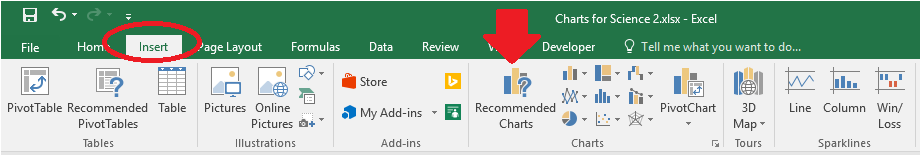 Charts for Science 2.xlsx - Excel
File Home Insert Page Layout Formulas Data Review Developer Tell me what you want to do...
PivotTable Recommended PivotTables Table Pictures Online Pictures Store My Add-ins Recommended Charts PivotChart 3D Map Line Column Win/ Loss
Tables Illustrations Add-ins Charts Tours Sparklines